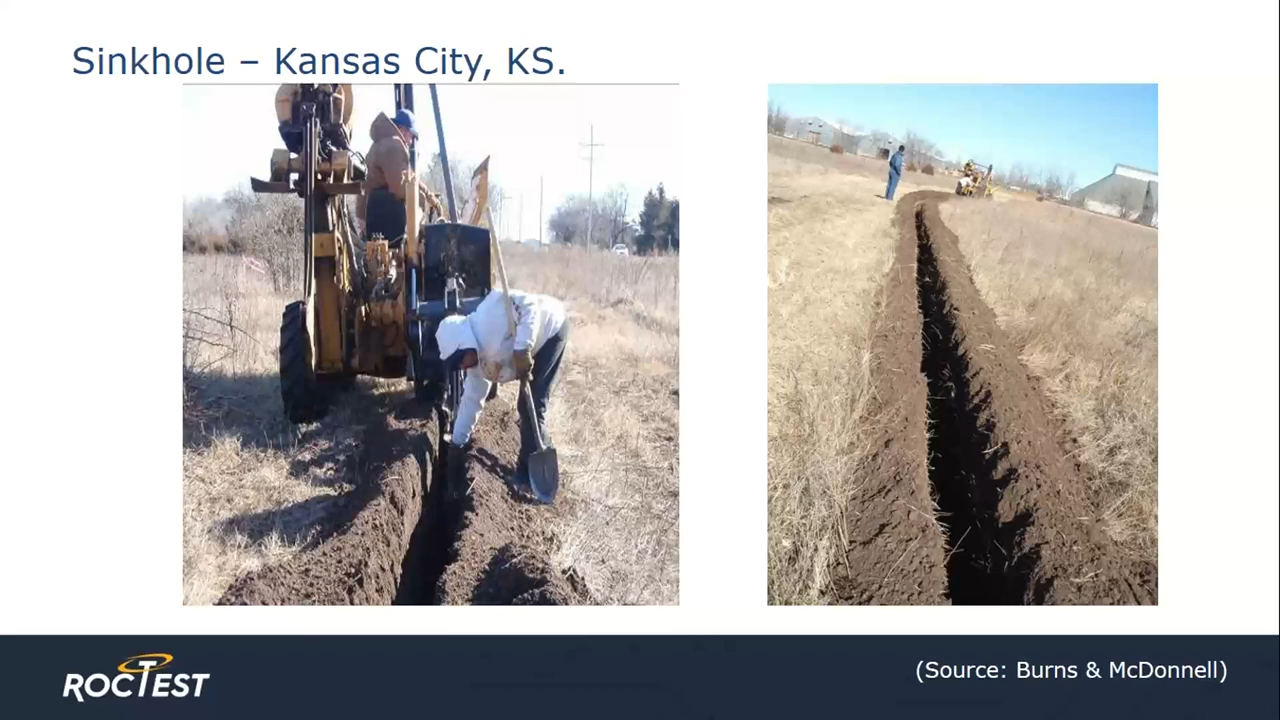 Sinkhole – Kansas City, KS.
ROCTEST
(Source: Burns & McDonnell)